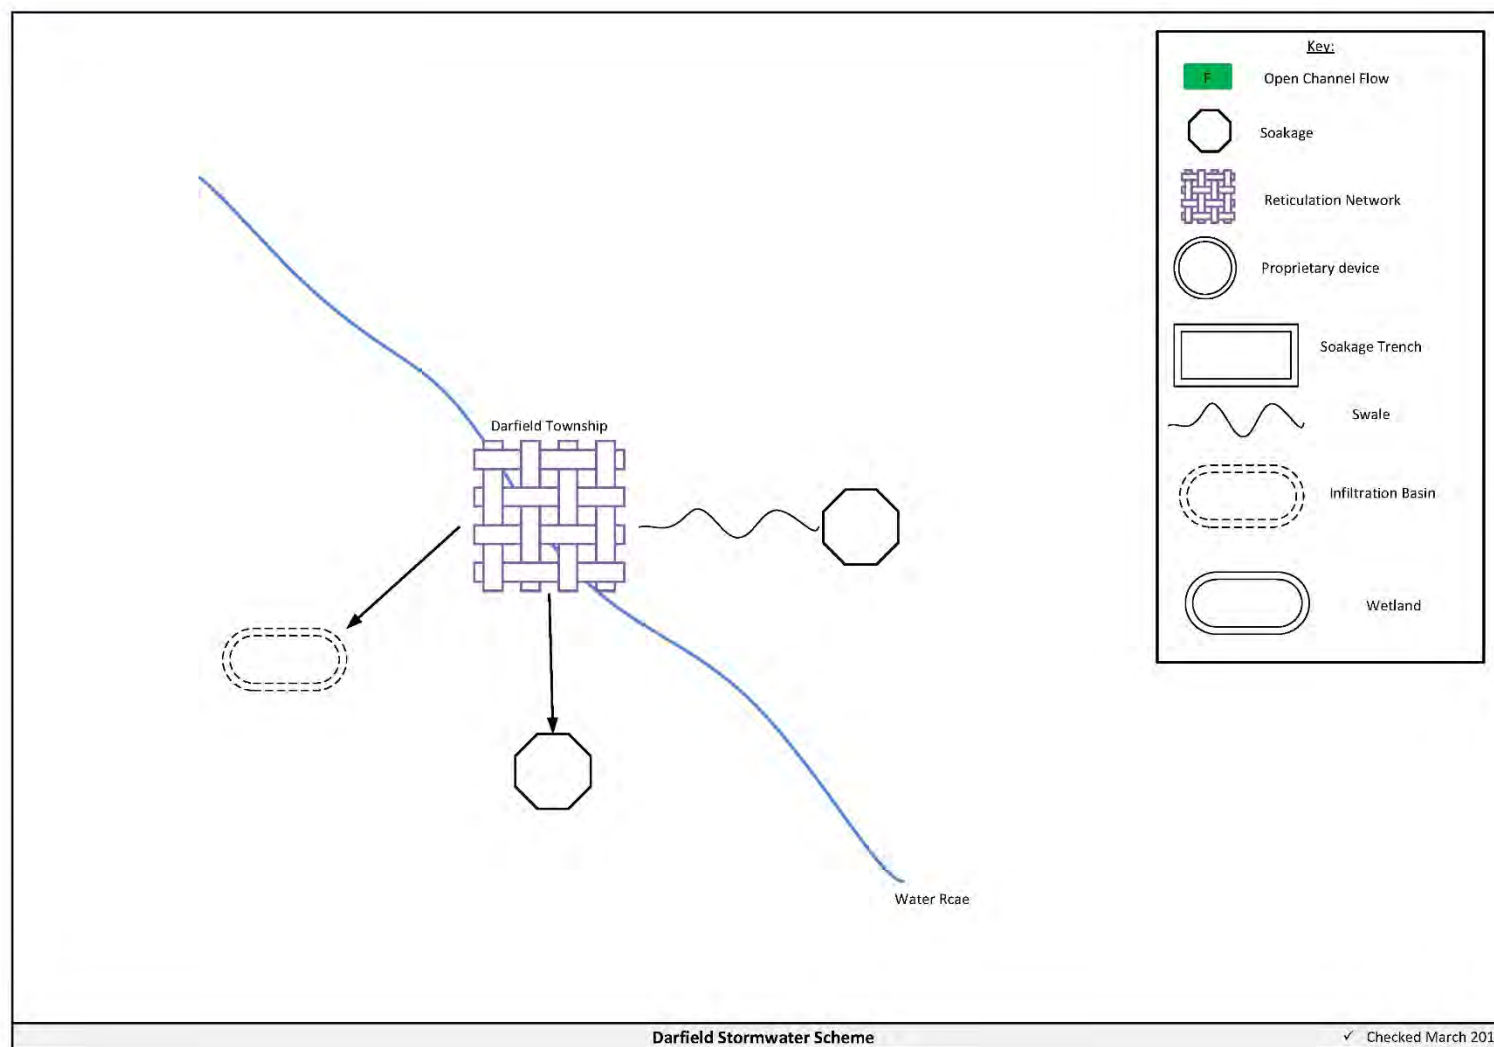 Key:
F Open Channel Flow
Soakage
Reticulation Network
Proprietary device
Soakage Trench
Swale
Infiltration Basin
Wetland
Darfield Township
Water Rcae
Darfield Stormwater Scheme
✓ Checked March 201